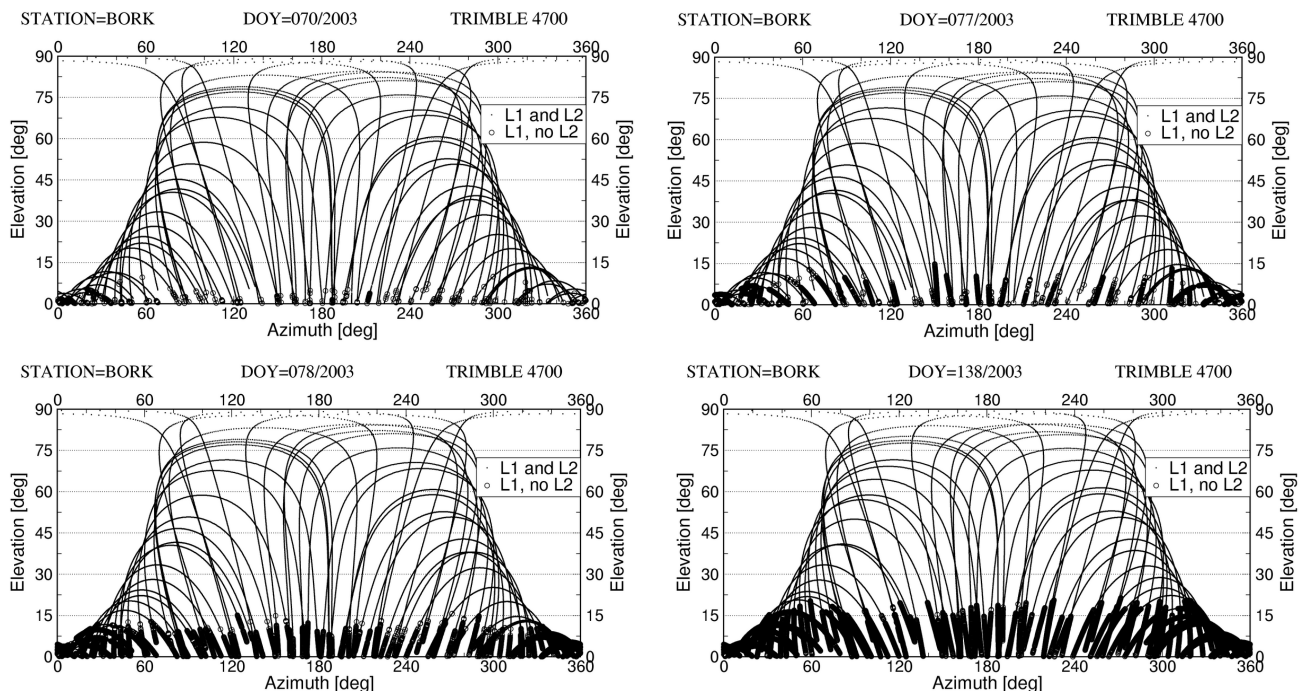 STATION=BORK DOY=070/2003 TRIMBLE 4700
0 60 120 180 240 300 360
90 90
75 75
60 60
45 45
30 30
15 15
0 0
Elevation [deg]
Elevation [deg]
L1 and L2
L1, no L2
0 60 120 180 240 300 360
Azimuth [deg]
STATION=BORK DOY=077/2003 TRIMBLE 4700
0 60 120 180 240 300 360
90 90
75 75
60 60
45 45
30 30
15 15
0 0
Elevation [deg]
Elevation [deg]
L1 and L2
L1, no L2
0 60 120 180 240 300 360
Azimuth [deg]
STATION=BORK DOY=078/2003 TRIMBLE 4700
0 60 120 180 240 300 360
90 90
75 75
60 60
45 45
30 30
15 15
0 0
Elevation [deg]
Elevation [deg]
L1 and L2
L1, no L2
0 60 120 180 240 300 360
Azimuth [deg]
STATION=BORK DOY=138/2003 TRIMBLE 4700
0 60 120 180 240 300 360
90 90
75 75
60 60
45 45
30 30
15 15
0 0
Elevation [deg]
Elevation [deg]
L1 and L2
L1, no L2
0 60 120 180 240 300 360
Azimuth [deg]